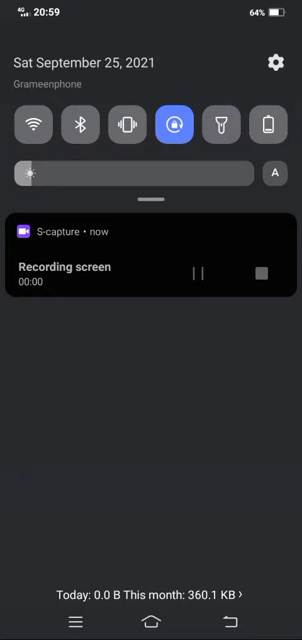 4G 20:59 64%
Sat September 25, 2021
Grameenphone
A
S-capture • now
Recording screen
00:00
Today: 0.0 B This month: 360.1 KB ›